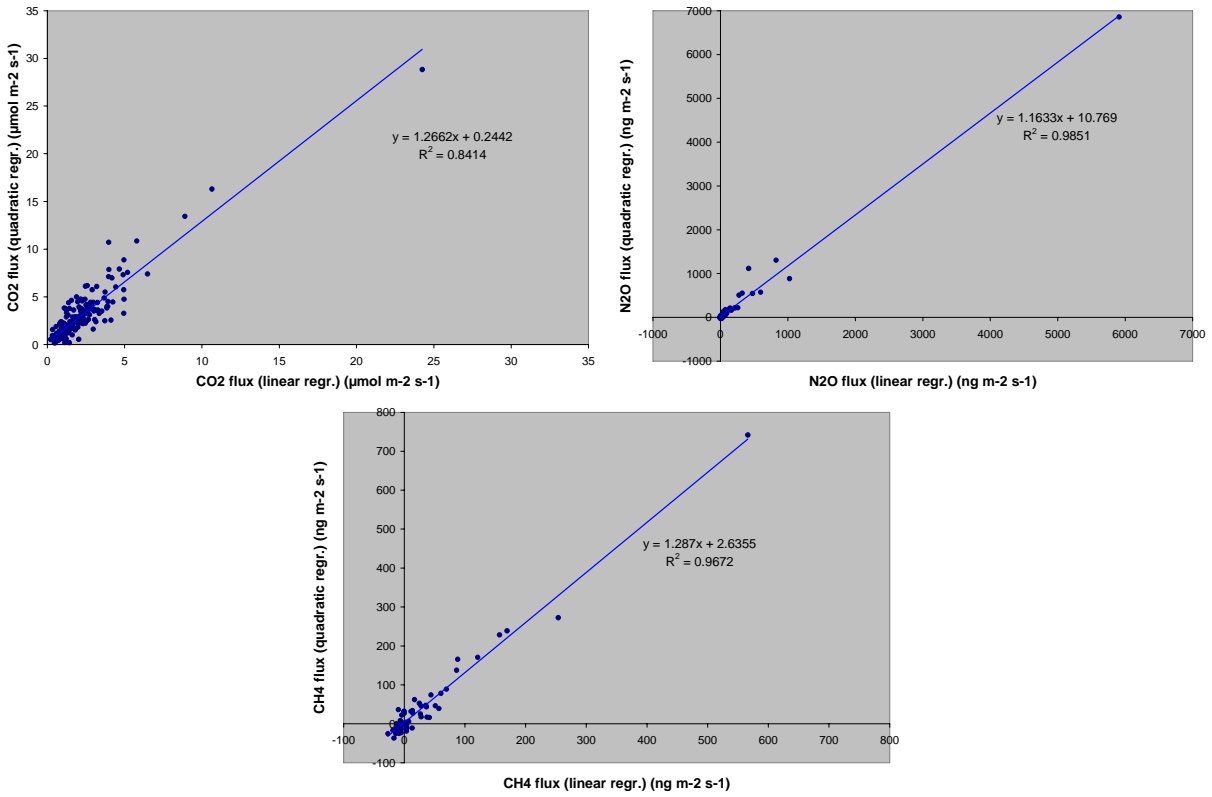 35
30
25
20
15
10
5
0
CO2 flux (quadratic regr.) (µmol m-2 s-1)
y = 1.2662x + 0.2442
R2 = 0.8414
0 5 10 15 20 25 30 35
CO2 flux (linear regr.) (µmol m-2 s-1)
7000
6000
5000
4000
3000
2000
1000
0
-1000
N2O flux (quadratic regr.) (ng m-2 s-1)
y = 1.1633x + 10.769
R2 = 0.9851
-1000 0 1000 2000 3000 4000 5000 6000 7000
N2O flux (linear regr.) (ng m-2 s-1)
800
700
600
500
400
300
200
100
0
-100
CH4 flux (quadratic regr.) (ng m-2 s-1)
y = 1.287x + 2.6355
R2 = 0.9672
-100 0 100 200 300 400 500 600 700 800
CH4 flux (linear regr.) (ng m-2 s-1)